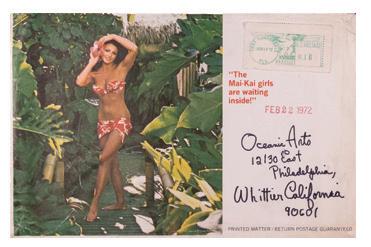 "The
Mai-Kai girls
are waiting
inside!"
FEB 22 1972
Oceanic Arts
12130 East
Philadelphia,
Whittier California
90601
PRINTED MATTER / RETURN POSTAGE GUARANTEED